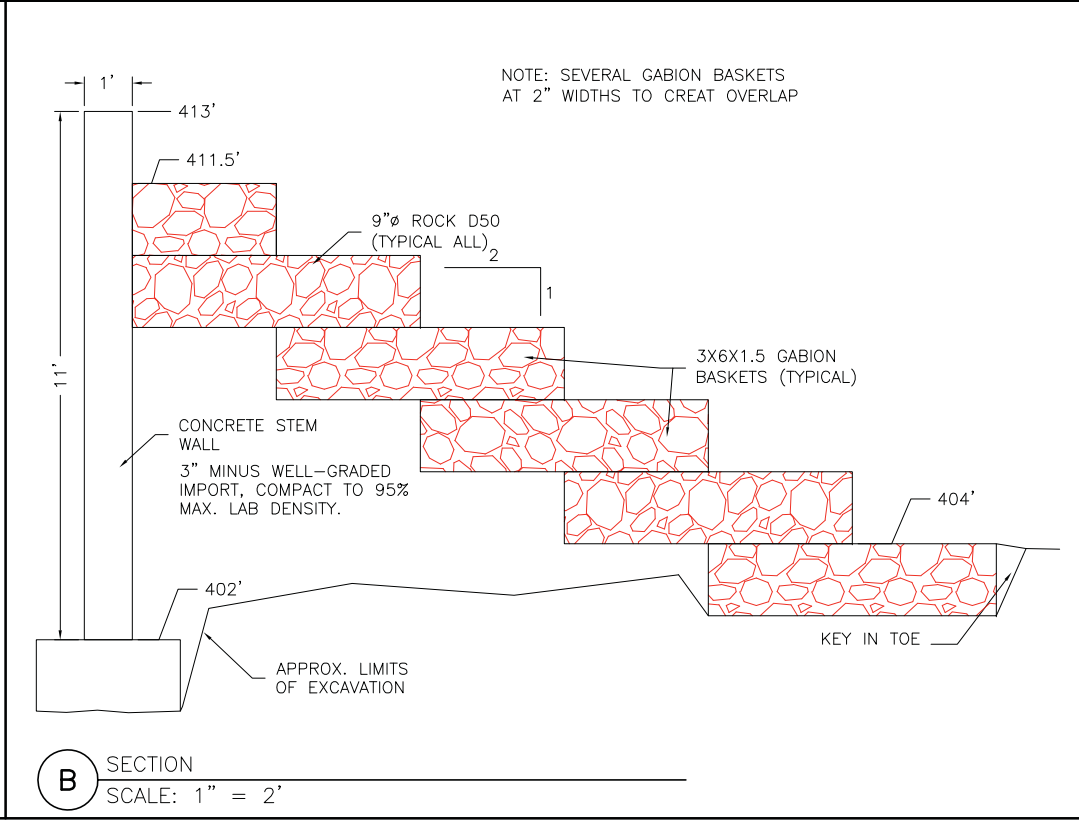 NOTE: SEVERAL GABION BASKETS
AT 2" WIDTHS TO CREAT OVERLAP
1'
413'
411.5'
9"ø ROCK D50
(TYPICAL ALL)
2
1
11'
3X6X1.5 GABION
BASKETS (TYPICAL)
CONCRETE STEM
WALL
3" MINUS WELL-GRADED
IMPORT, COMPACT TO 95%
MAX. LAB DENSITY.
404'
402'
KEY IN TOE
APPROX. LIMITS
OF EXCAVATION
B
SECTION
SCALE: 1" = 2'